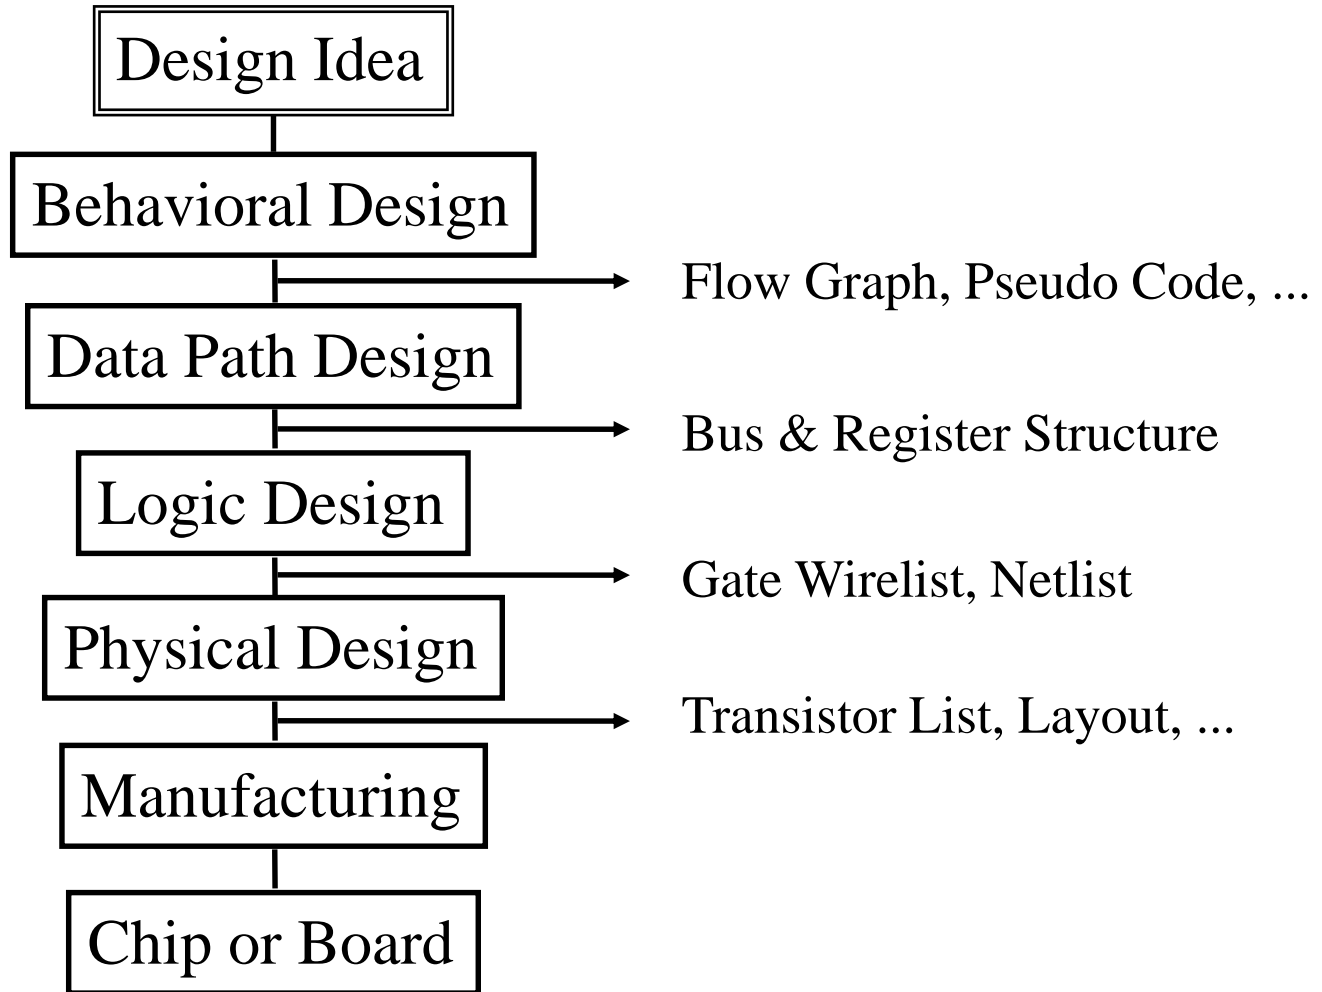 Design Idea
Behavioral Design
Flow Graph, Pseudo Code, ...
Data Path Design
Bus & Register Structure
Logic Design
Gate Wirelist, Netlist
Physical Design
Transistor List, Layout, ...
Manufacturing
Chip or Board